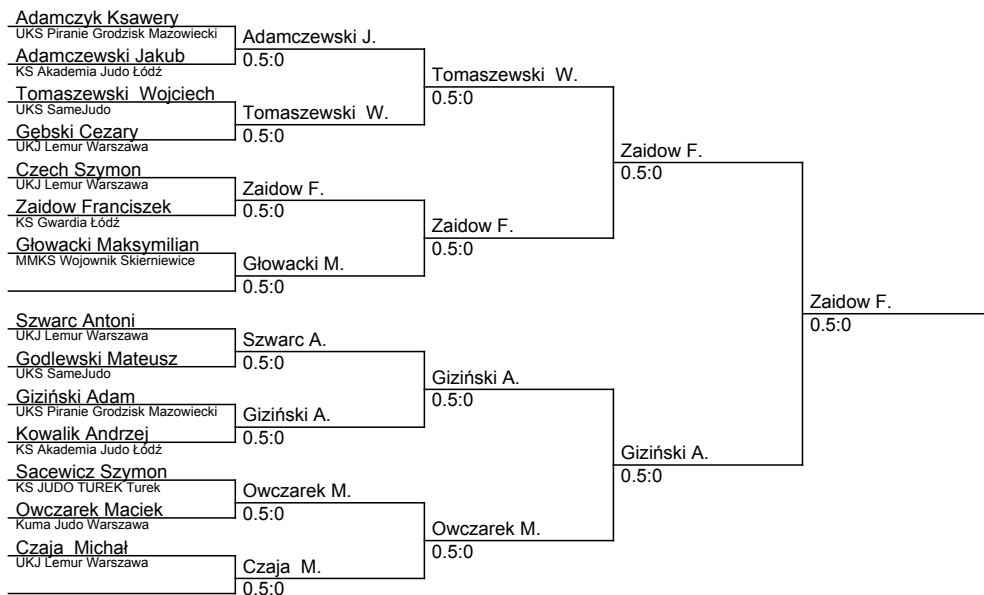 Adamczyk Ksawery
UKS Piranie Grodzisk Mazowiecki
Adamczewski J.
0.5:0
Adamczewski Jakub
KS Akademia Judo Łódź
Tomaszewski  W.
0.5:0
Tomaszewski  Wojciech
UKS SameJudo
Tomaszewski  W.
0.5:0
Gębski Cezary
UKJ Lemur Warszawa
Zaidow F.
0.5:0
Czech Szymon
UKJ Lemur Warszawa
Zaidow F.
0.5:0
Zaidow Franciszek
KS Gwardia Łódź
Zaidow F.
0.5:0
Głowacki Maksymilian
MMKS Wojownik Skierniewice
Głowacki M.
0.5:0
Zaidow F.
0.5:0
Szwarc Antoni
UKJ Lemur Warszawa
Szwarc A.
0.5:0
Godlewski Mateusz
UKS SameJudo
Giziński A.
0.5:0
Giziński Adam
UKS Piranie Grodzisk Mazowiecki
Giziński A.
0.5:0
Kowalik Andrzej
KS Akademia Judo Łódź
Giziński A.
0.5:0
Sacewicz Szymon
KS JUDO TUREK Turek
Owczarek M.
0.5:0
Owczarek Maciek
Kuma Judo Warszawa
Owczarek M.
0.5:0
Czaja  Michał
UKJ Lemur Warszawa
Czaja  M.
0.5:0